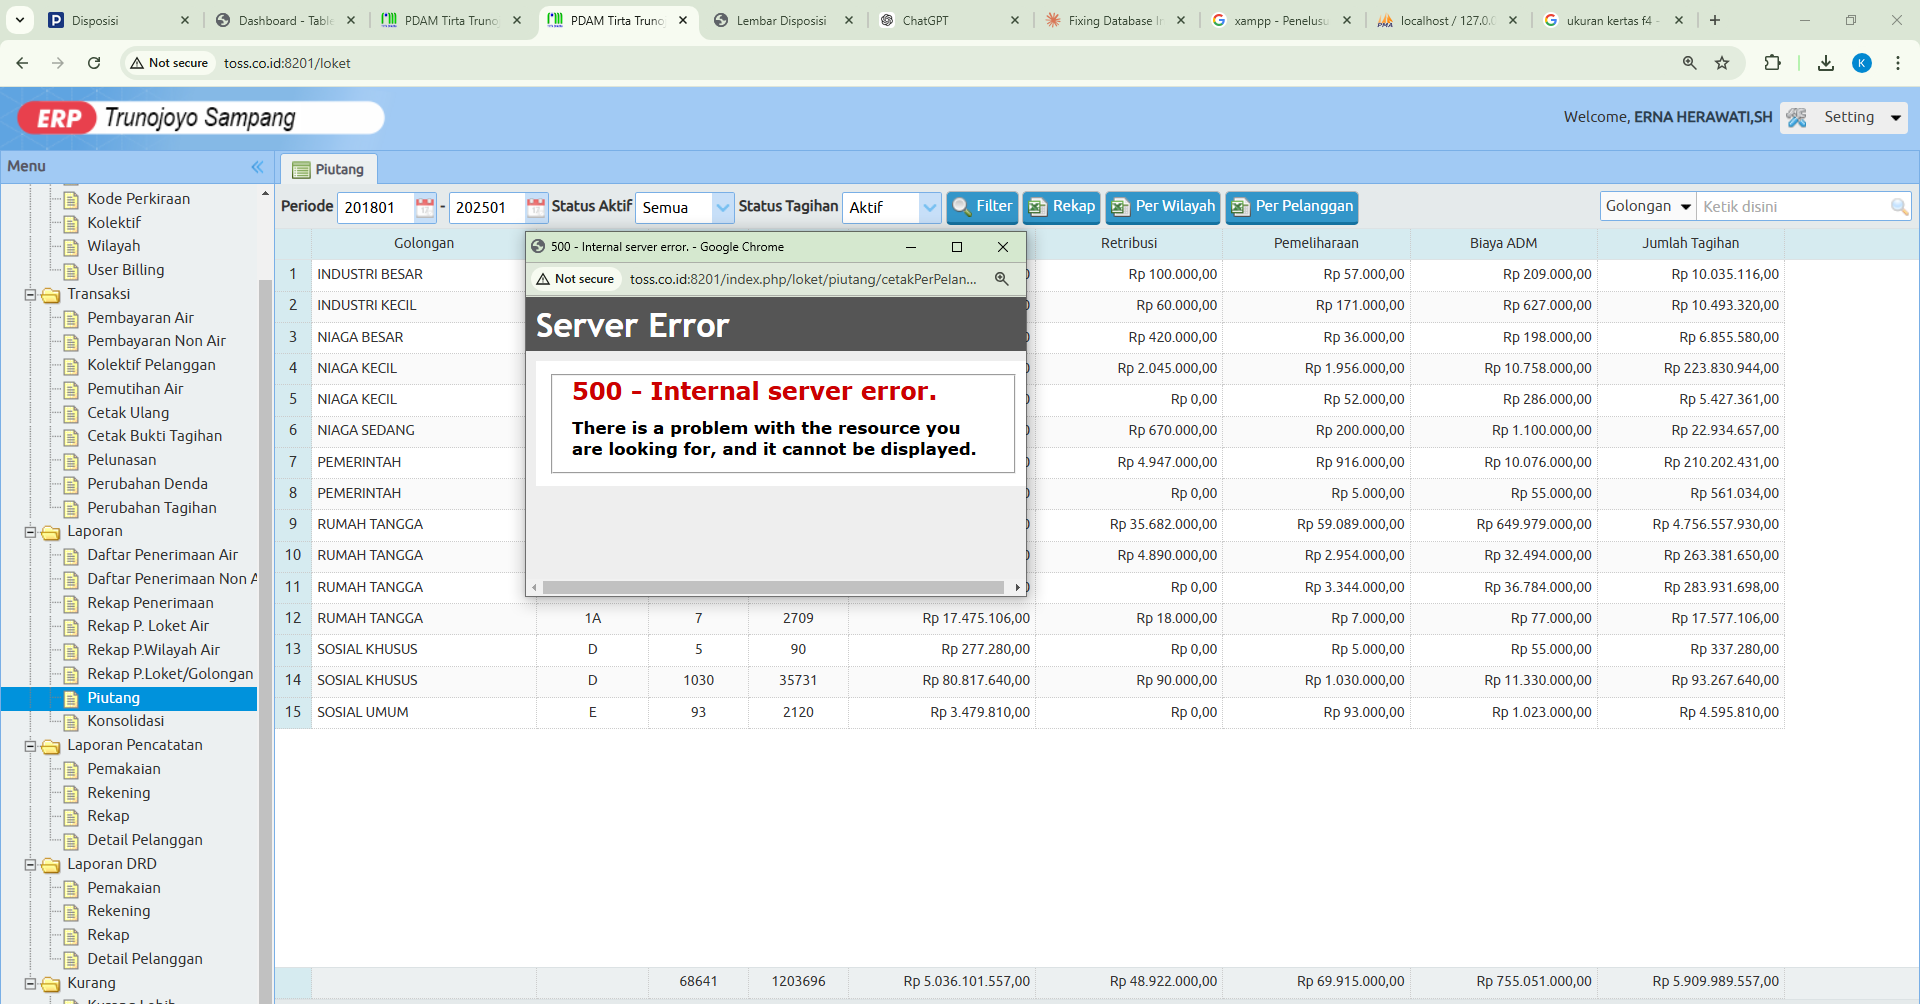 Disposisi
Dashboard - Table
PDAM Tirta Truno
PDAM Tirta Truno
Lembar Disposisi
ChatGPT
Fixing Database In
xampp - Penelusu
localhost / 127.0.0
ukuran kertas f4 -
Not secure
toss.co.id:8201/loket
K
ERP Trunojoyo Sampang
Welcome, ERNA HERAWATI,SH
Setting
Menu
Kode Perkiraan
Kolektif
Wilayah
User Billing
Transaksi
Pembayaran Air
Pembayaran Non Air
Kolektif Pelanggan
Pemutihan Air
Cetak Ulang
Cetak Bukti Tagihan
Pelunasan
Perubahan Denda
Perubahan Tagihan
Laporan
Daftar Penerimaan Air
Daftar Penerimaan Non A
Rekap Penerimaan
Rekap P. Loket Air
Rekap P.Wilayah Air
Rekap P.Loket/Golongan
Piutang
Konsolidasi
Laporan Pencatatan
Pemakaian
Rekening
Rekap
Detail Pelanggan
Laporan DRD
Pemakaian
Rekening
Rekap
Detail Pelanggan
Kurang
Piutang
Periode 201801 - 202501 Status Aktif Semua Status Tagihan Aktif Filter Rekap Per Wilayah Per Pelanggan Golongan Ketik disini
Golongan Retribusi Pemeliharaan Biaya ADM Jumlah Tagihan
1 INDUSTRI BESAR Rp 100.000,00 Rp 57.000,00 Rp 209.000,00 Rp 10.035.116,00
2 INDUSTRI KECIL Rp 60.000,00 Rp 171.000,00 Rp 627.000,00 Rp 10.493.320,00
3 NIAGA BESAR Rp 420.000,00 Rp 36.000,00 Rp 198.000,00 Rp 6.855.580,00
4 NIAGA KECIL Rp 2.045.000,00 Rp 1.956.000,00 Rp 10.758.000,00 Rp 223.830.944,00
5 NIAGA KECIL Rp 0,00 Rp 52.000,00 Rp 286.000,00 Rp 5.427.361,00
6 NIAGA SEDANG Rp 670.000,00 Rp 200.000,00 Rp 1.100.000,00 Rp 22.934.657,00
7 PEMERINTAH Rp 4.947.000,00 Rp 916.000,00 Rp 10.076.000,00 Rp 210.202.431,00
8 PEMERINTAH Rp 0,00 Rp 5.000,00 Rp 55.000,00 Rp 561.034,00
9 RUMAH TANGGA Rp 35.682.000,00 Rp 59.089.000,00 Rp 649.979.000,00 Rp 4.756.557.930,00
10 RUMAH TANGGA Rp 4.890.000,00 Rp 2.954.000,00 Rp 32.494.000,00 Rp 263.381.650,00
11 RUMAH TANGGA Rp 0,00 Rp 3.344.000,00 Rp 36.784.000,00 Rp 283.931.698,00
12 RUMAH TANGGA 1A 7 2709 Rp 17.475.106,00 Rp 18.000,00 Rp 7.000,00 Rp 77.000,00 Rp 17.577.106,00
13 SOSIAL KHUSUS D 5 90 Rp 277.280,00 Rp 0,00 Rp 5.000,00 Rp 55.000,00 Rp 337.280,00
14 SOSIAL KHUSUS D 1030 35731 Rp 80.817.640,00 Rp 90.000,00 Rp 1.030.000,00 Rp 11.330.000,00 Rp 93.267.640,00
15 SOSIAL UMUM E 93 2120 Rp 3.479.810,00 Rp 0,00 Rp 93.000,00 Rp 1.023.000,00 Rp 4.595.810,00
68641 1203696 Rp 5.036.101.557,00 Rp 48.922.000,00 Rp 69.915.000,00 Rp 755.051.000,00 Rp 5.909.989.557,00
500 - Internal server error. - Google Chrome
Not secure
toss.co.id:8201/index.php/loket/piutang/cetakPerPelan...
Server Error
500 - Internal server error.
There is a problem with the resource you
are looking for, and it cannot be displayed.